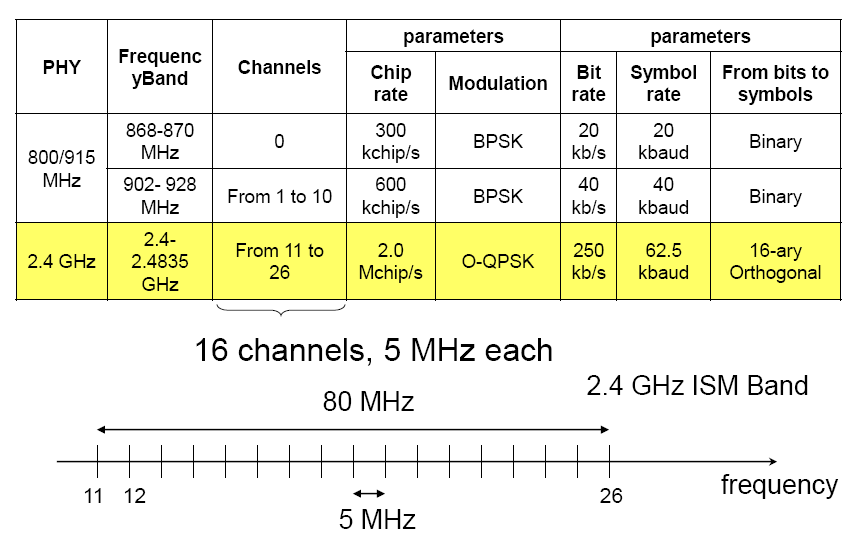 parameters parameters
PHY Frequenc
yBand Channels Chip
rate Modulation Bit
rate Symbol
rate From bits to
symbols
800/915
MHz 868-870
MHz 0 300
kchip/s BPSK 20
kb/s 20
kbaud Binary
902- 928
MHz From 1 to 10 600
kchip/s BPSK 40
kb/s 40
kbaud Binary
2.4 GHz 2.4-
2.4835
GHz From 11 to
26 2.0
Mchip/s O-QPSK 250
kb/s 62.5
kbaud 16-ary
Orthogonal
16 channels, 5 MHz each
2.4 GHz ISM Band
80 MHz
11 12 26 frequency
5 MHz